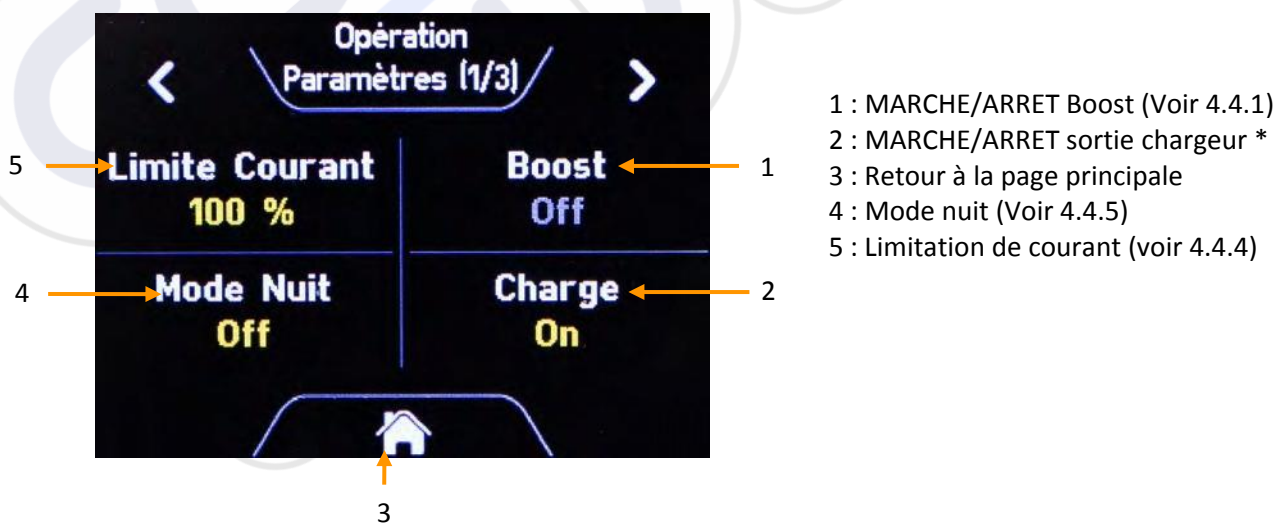 Opération
Paramètres (1/3)
5 Limite Courant Boost 1
100 % Off
4 Mode Nuit Charge 2
Off On
3
1 : MARCHE/ARRET Boost (Voir 4.4.1)
2 : MARCHE/ARRET sortie chargeur *
3 : Retour à la page principale
4 : Mode nuit (Voir 4.4.5)
5 : Limitation de courant (voir 4.4.4)